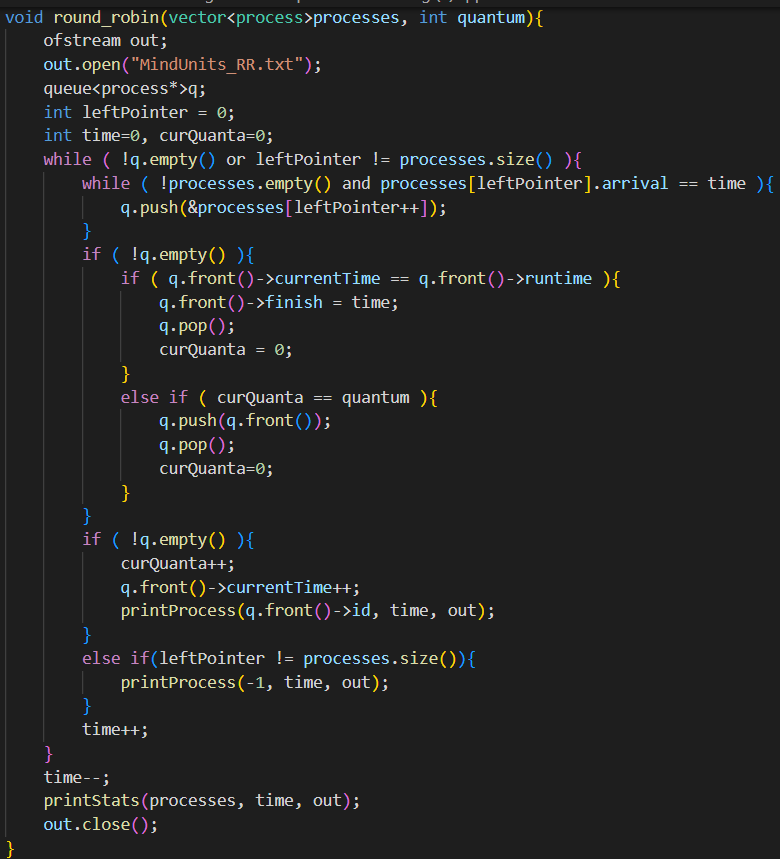 void round_robin(vector<process>processes, int quantum){
    ofstream out;
    out.open("MindUnits_RR.txt");
    queue<process*>q;
    int leftPointer = 0;
    int time=0, curQuanta=0;
    while ( !q.empty() or leftPointer != processes.size() ){
        while ( !processes.empty() and processes[leftPointer].arrival == time ){
            q.push(&processes[leftPointer++]);
        }
        if ( !q.empty() ){
            if ( q.front()->currentTime == q.front()->runtime ){
                q.front()->finish = time;
                q.pop();
                curQuanta = 0;
            }
            else if ( curQuanta == quantum ){
                q.push(q.front());
                q.pop();
                curQuanta=0;
            }
        }
        if ( !q.empty() ){
            curQuanta++;
            q.front()->currentTime++;
            printProcess(q.front()->id, time, out);
        }
        else if(leftPointer != processes.size()){
            printProcess(-1, time, out);
        }
        time++;
    }
    time--;
    printStats(processes, time, out);
    out.close();
}